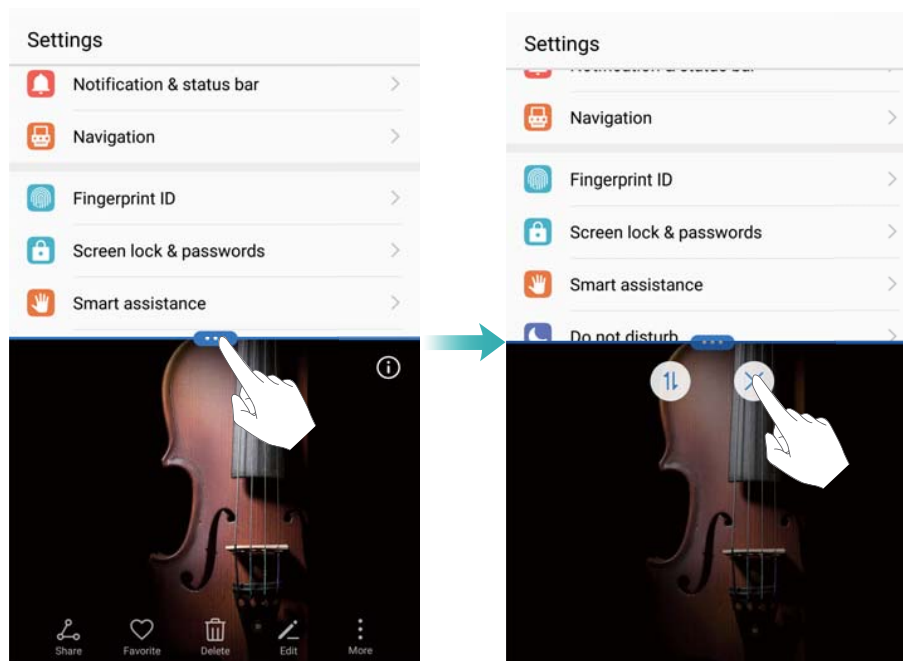 Settings
Notification & status bar
Navigation
Fingerprint ID
Screen lock & passwords
Smart assistance
Share
Favorite
Delete
Edit
More
Settings
Navigation
Fingerprint ID
Screen lock & passwords
Smart assistance
Do not disturb